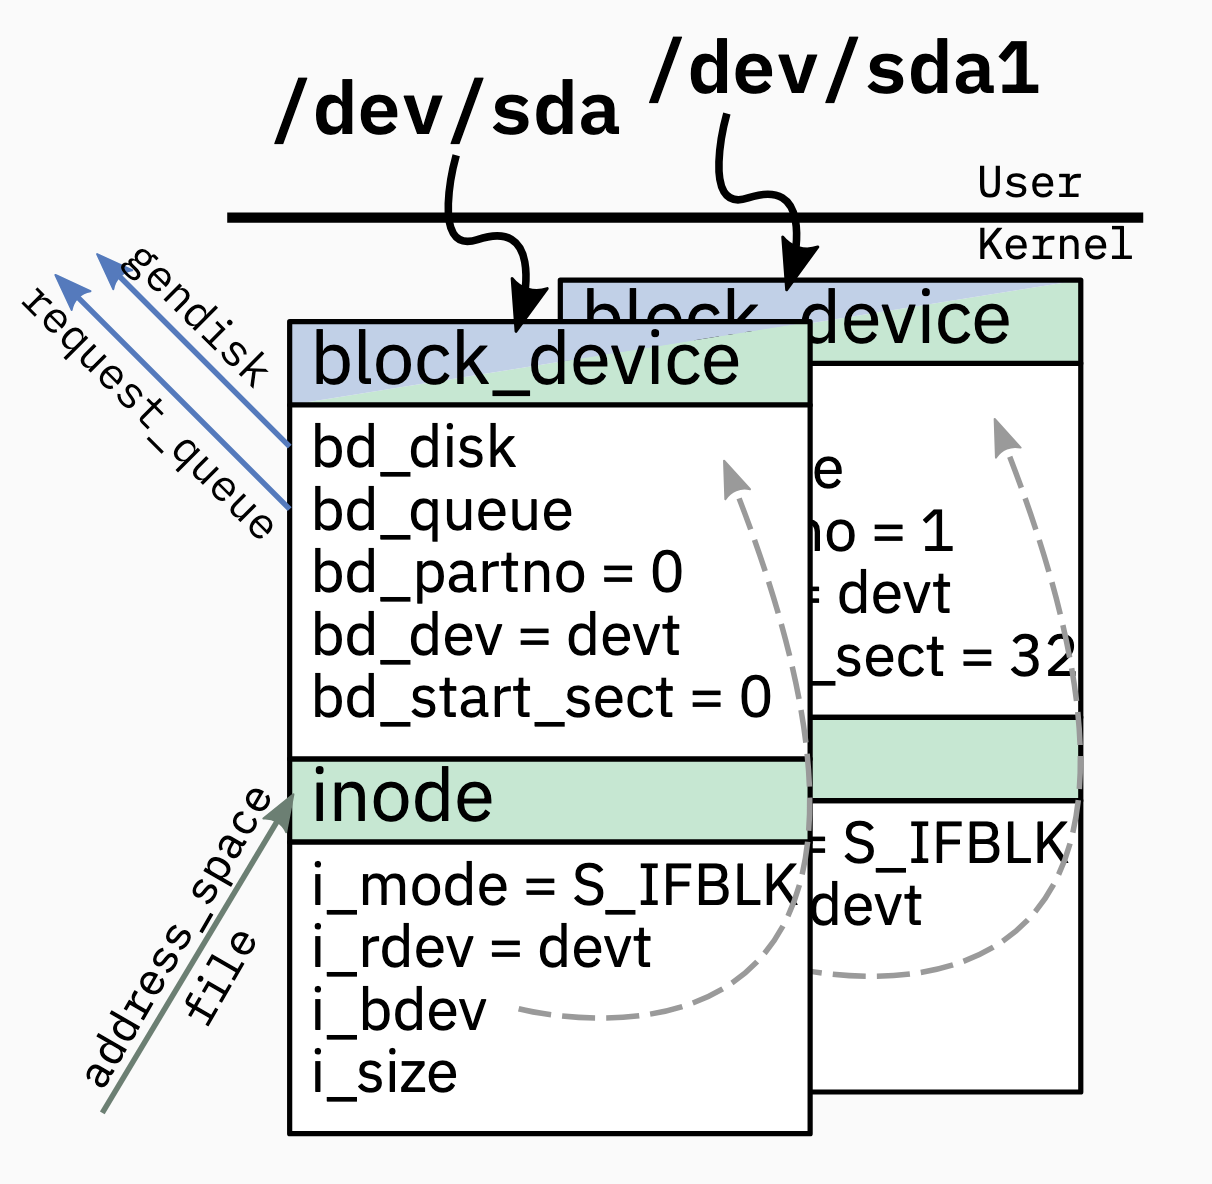 /dev/sda
/dev/sda1
User
Kernel
gendisk
request_queue
block_device
bd_disk
bd_queue
bd_partno = 0
bd_dev = devt
bd_start_sect = 0
inode
i_mode = S_IFBLK
i_rdev = devt
i_bdev
i_size
address_space
file
block_device
e
no = 1
= devt
_sect = 32
= S_IFBLK
devt